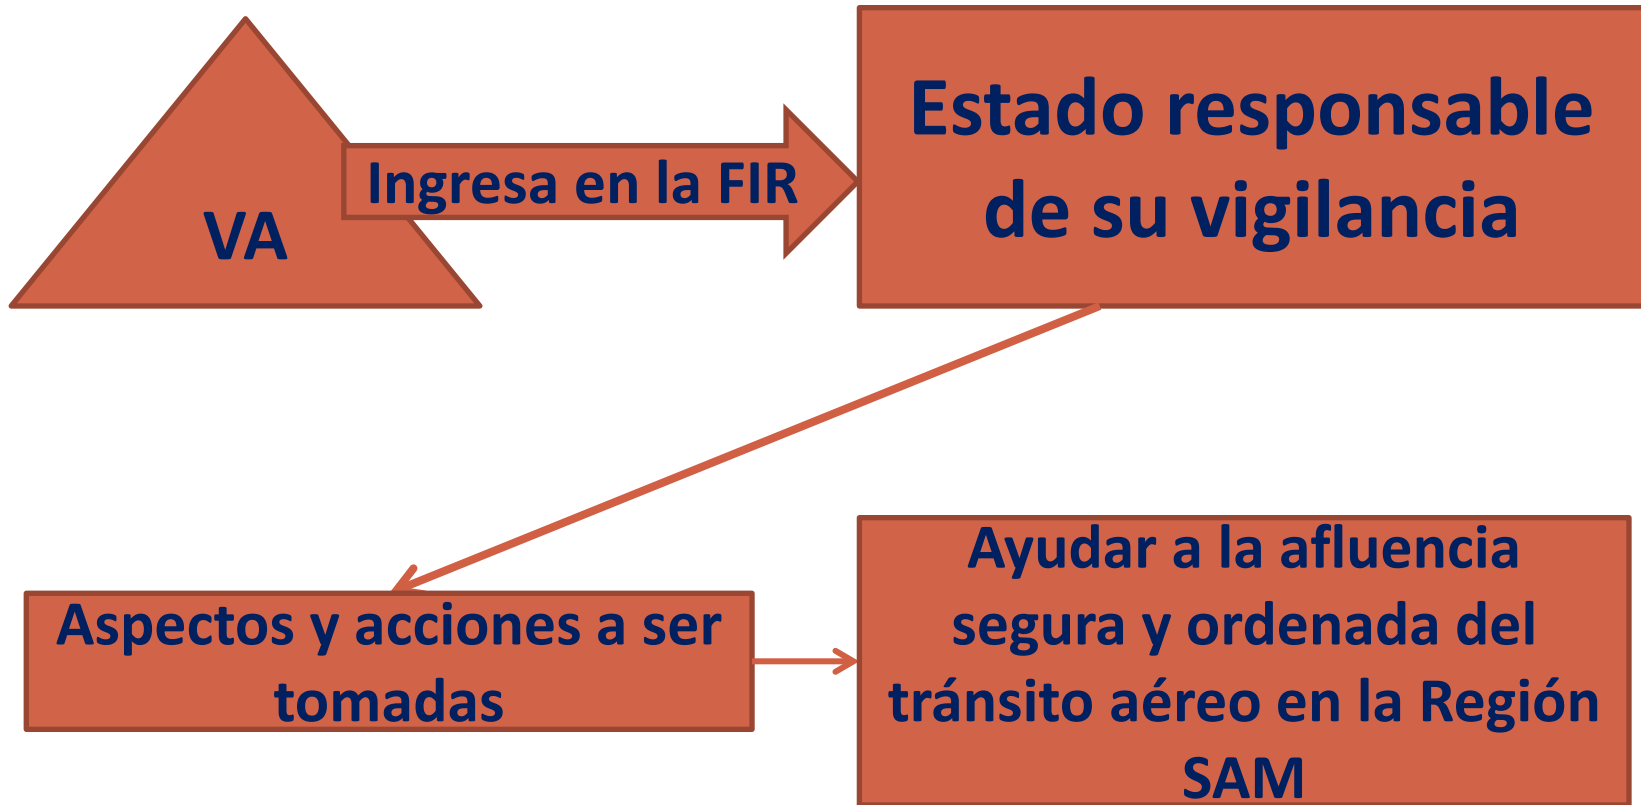 VA
Ingresa en la FIR
Estado responsable
de su vigilancia
Aspectos y acciones a ser
tomadas
Ayudar a la afluencia
segura y ordenada del
tránsito aéreo en la Región
SAM